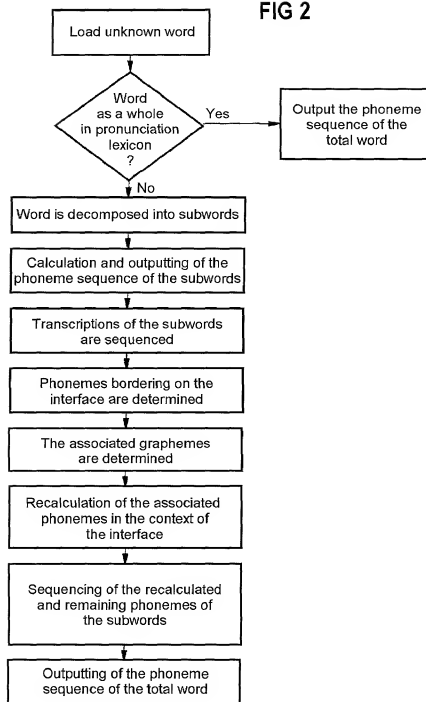 FIG 2
Load unknown word
Word
as a whole
in pronunciation
lexicon
?
Yes
Output the phoneme
sequence of the
total word
No
Word is decomposed into subwords
Calculation and outputting of the
phoneme sequence of the subwords
Transcriptions of the subwords
are sequenced
Phonemes bordering on the
interface are determined
The associated graphemes
are determined
Recalculation of the associated
phonemes in the context of
the interface
Sequencing of the recalculated
and remaining phonemes of
the subwords
Outputting of the phoneme
sequence of the total word